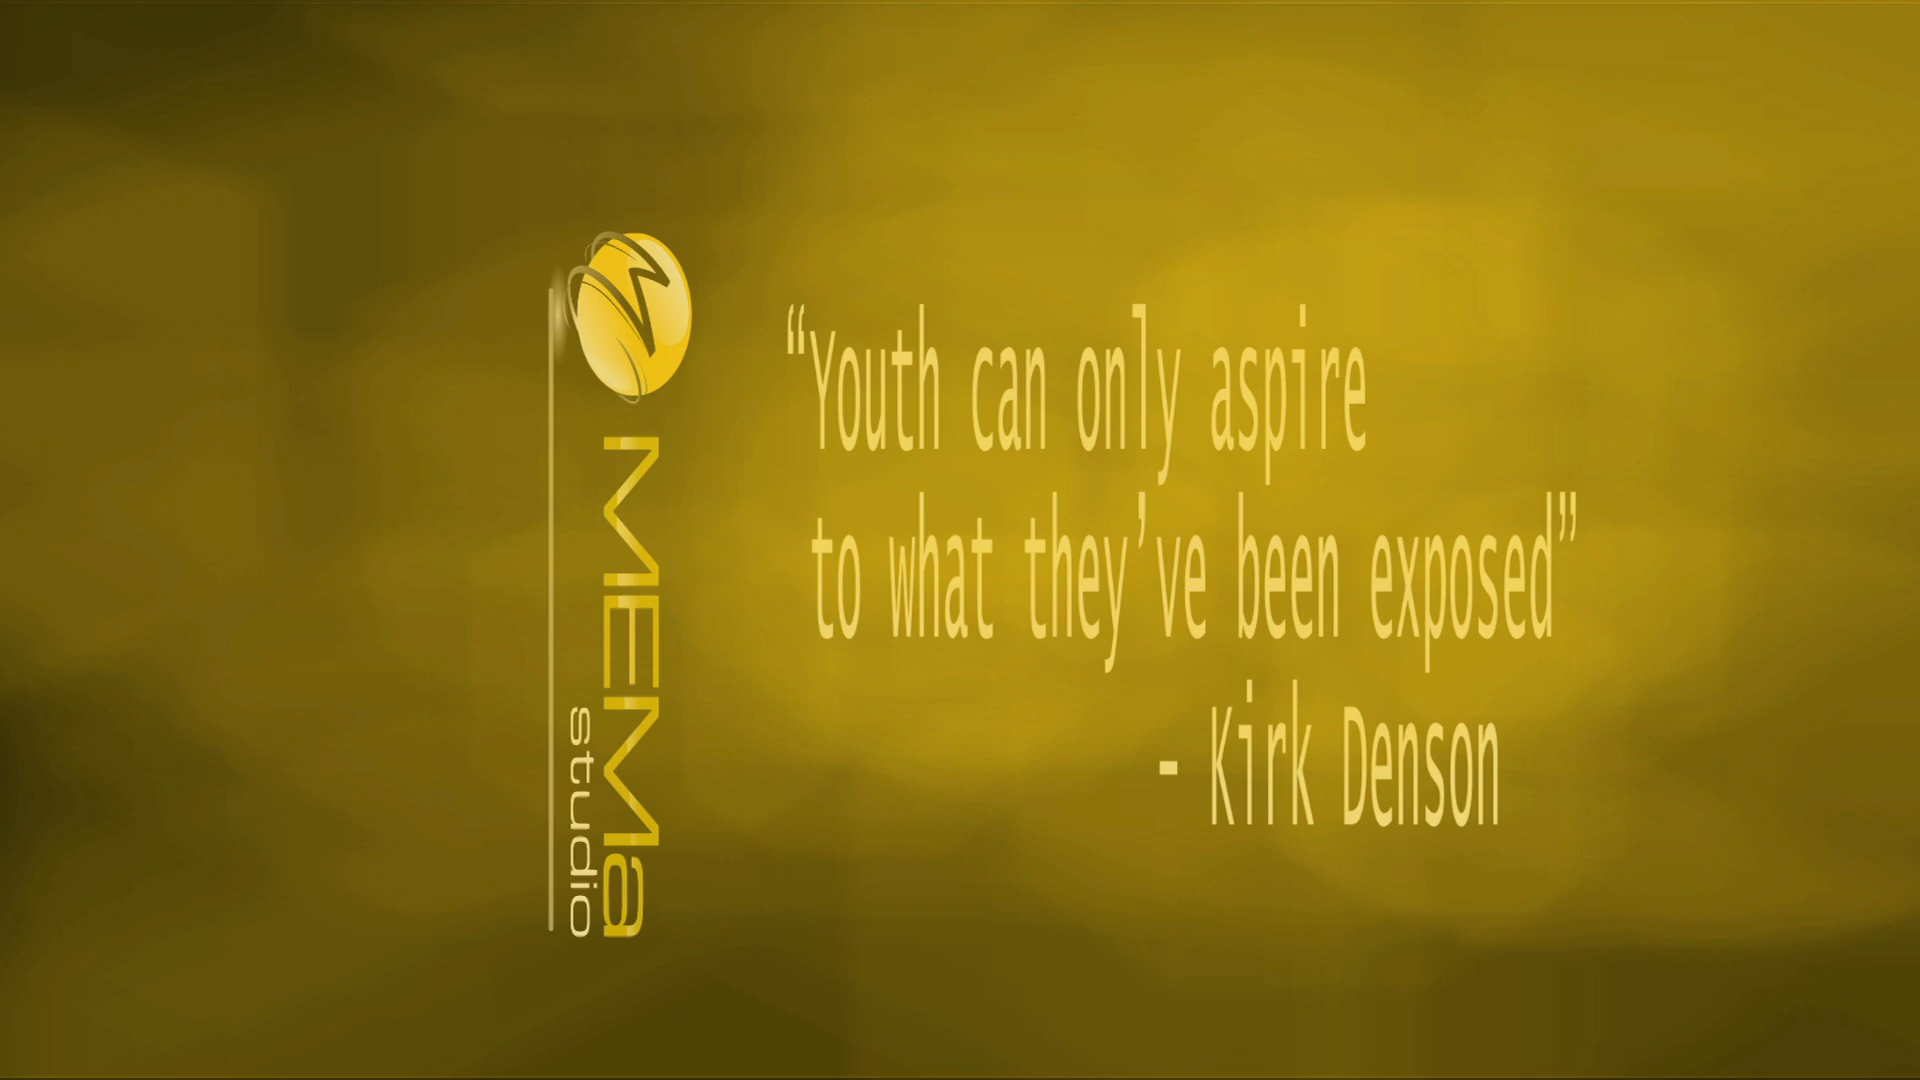 MEMa
studio
“Youth can only aspire
to what they’ve been exposed”
- Kirk Denson